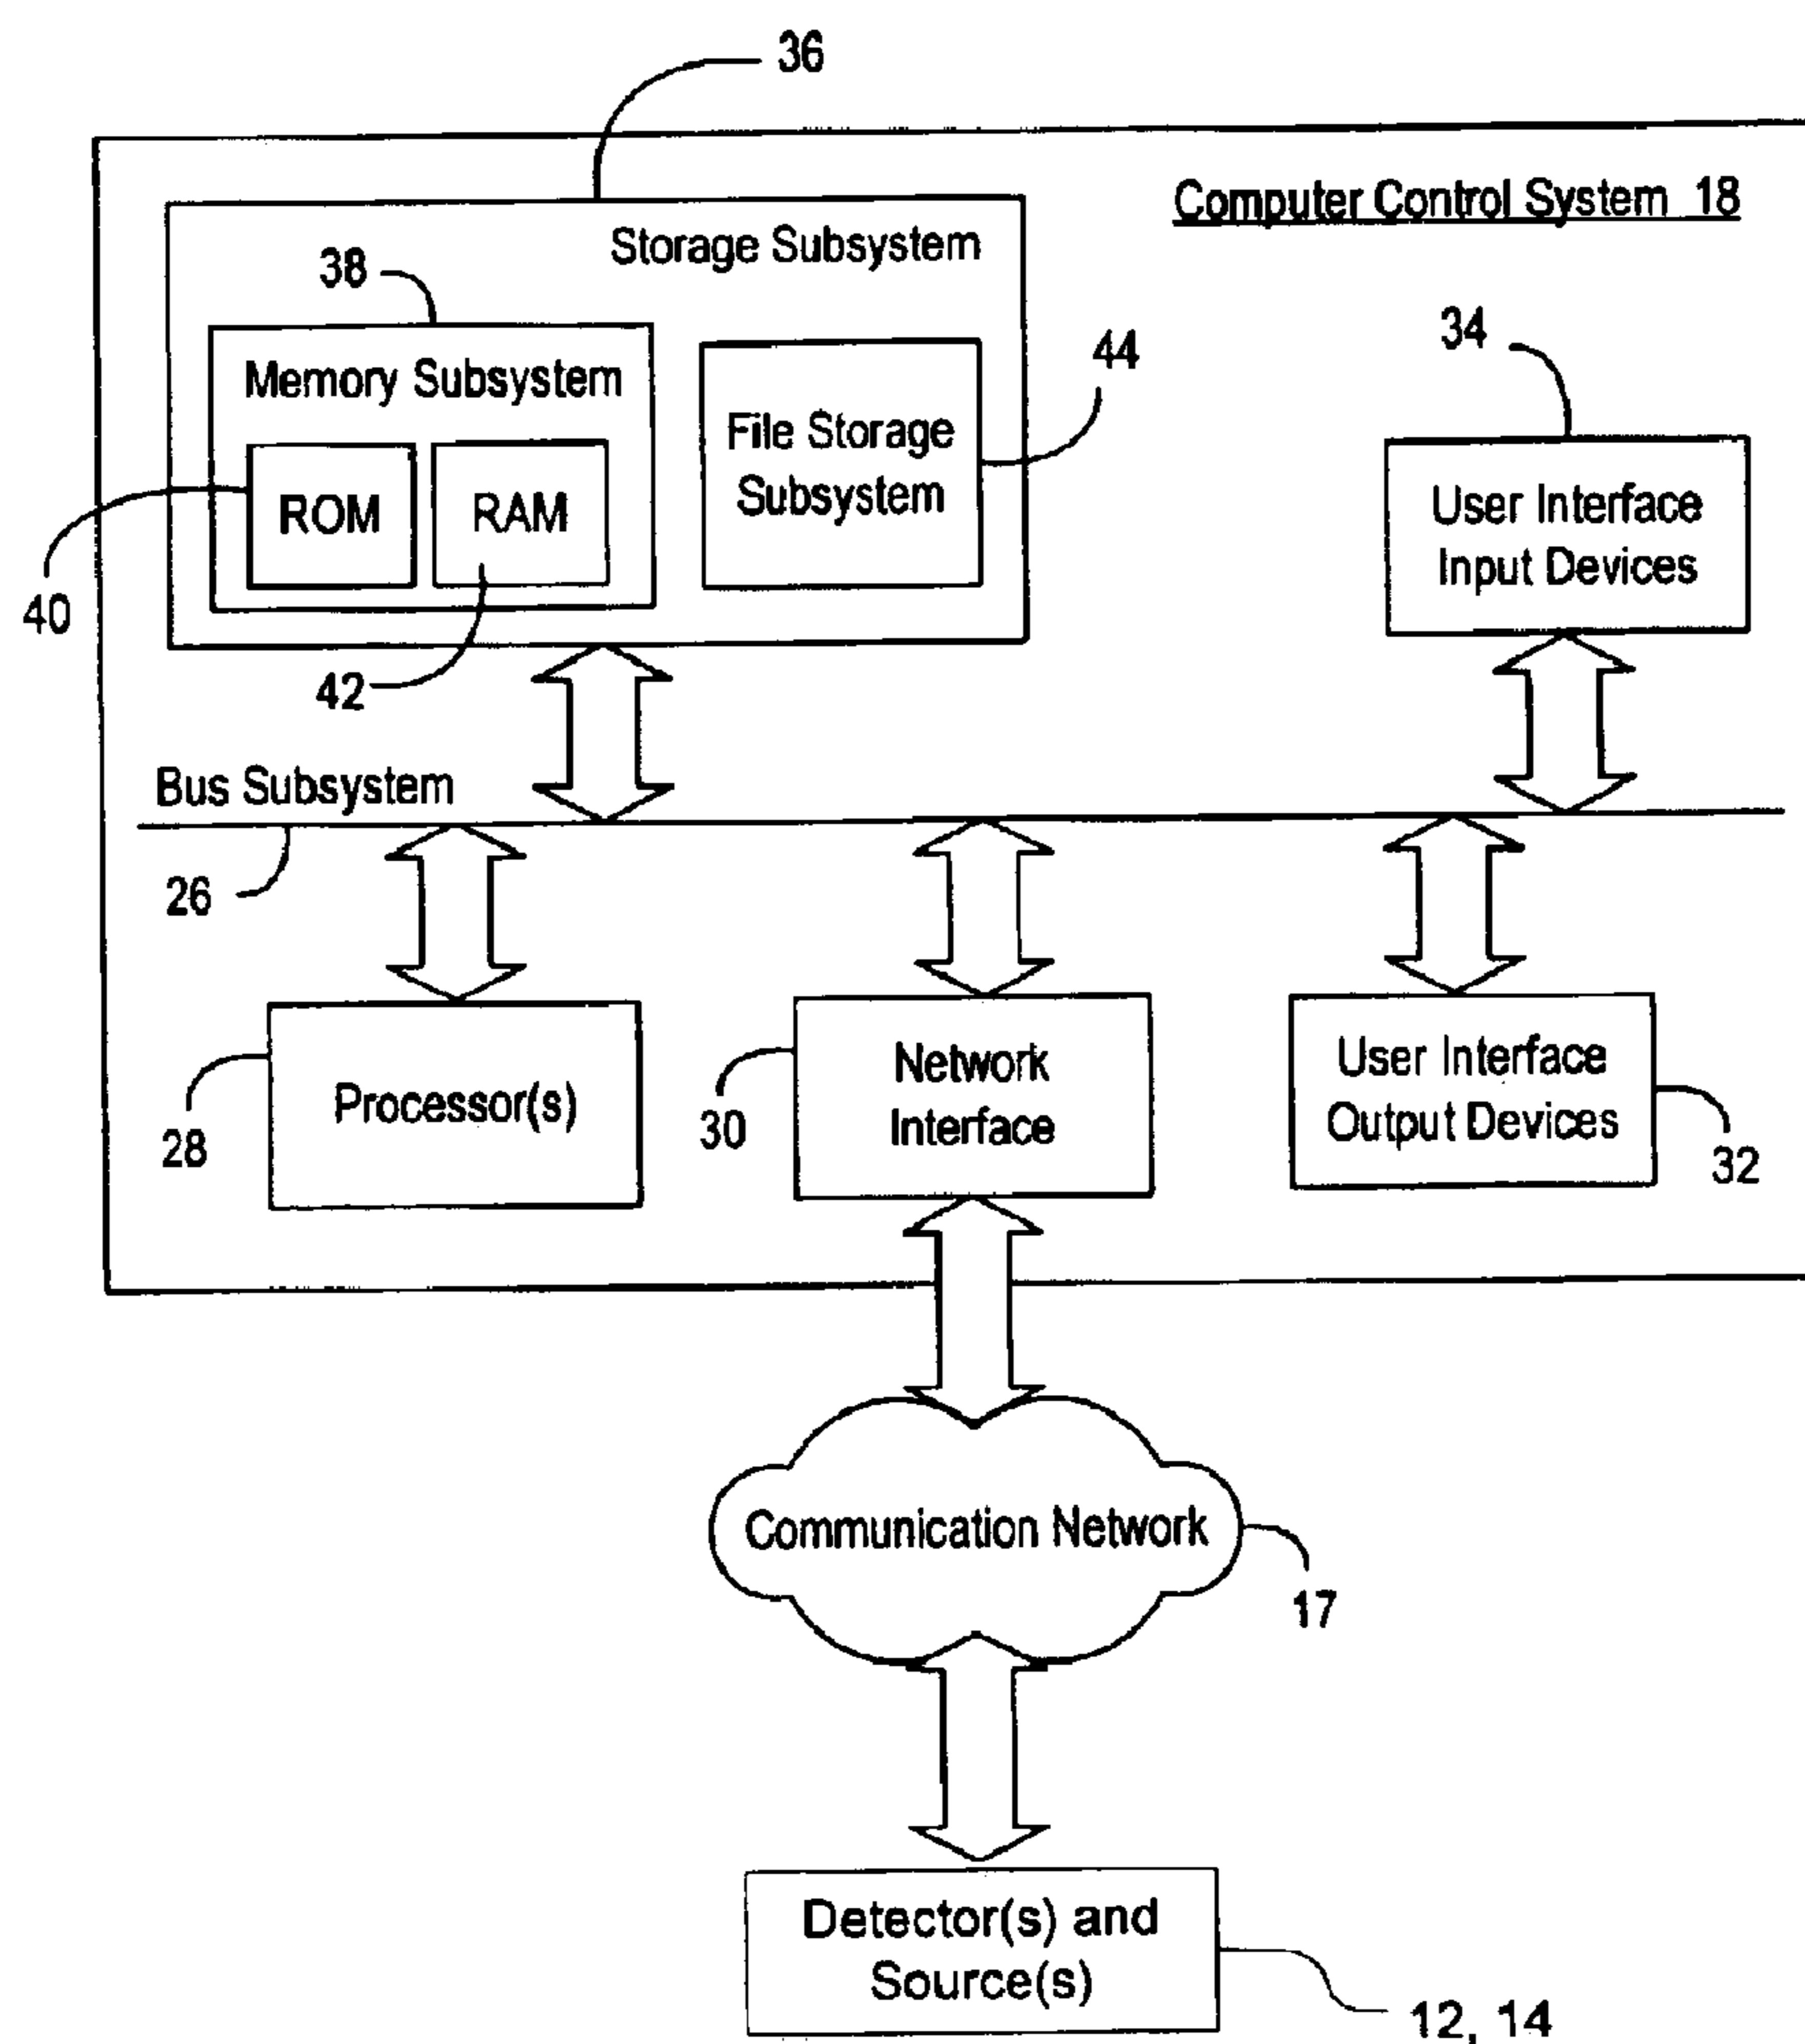 36
Computer Control System 18
Storage Subsystem
38
34
44
Memory Subsystem
File Storage
Subsystem
User Interface
Input Devices
ROM
RAM
40
42
Bus Subsystem
26
Network
Interface
User Interface
Output Devices
Processor(s)
28
30
32
Communication Network
17
Detector(s) and
Source(s)
12, 14